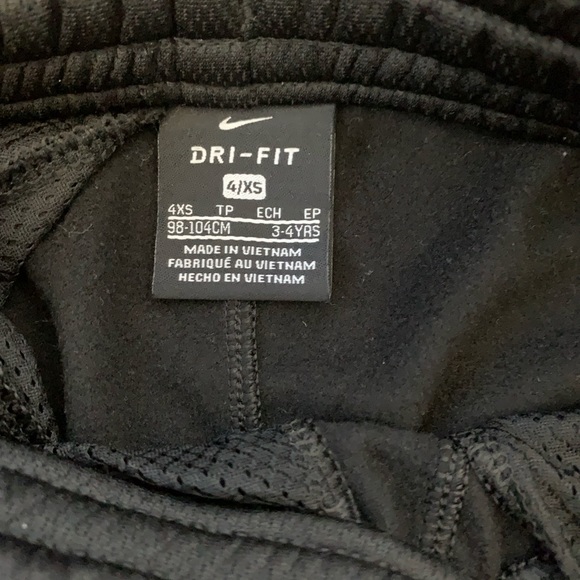 DRI-FIT
4/XS
4XS TP ECH EP
98-104CM 3-4YRS
MADE IN VIETNAM
FABRIQUÉ AU VIETNAM
HECHO EN VIETNAM